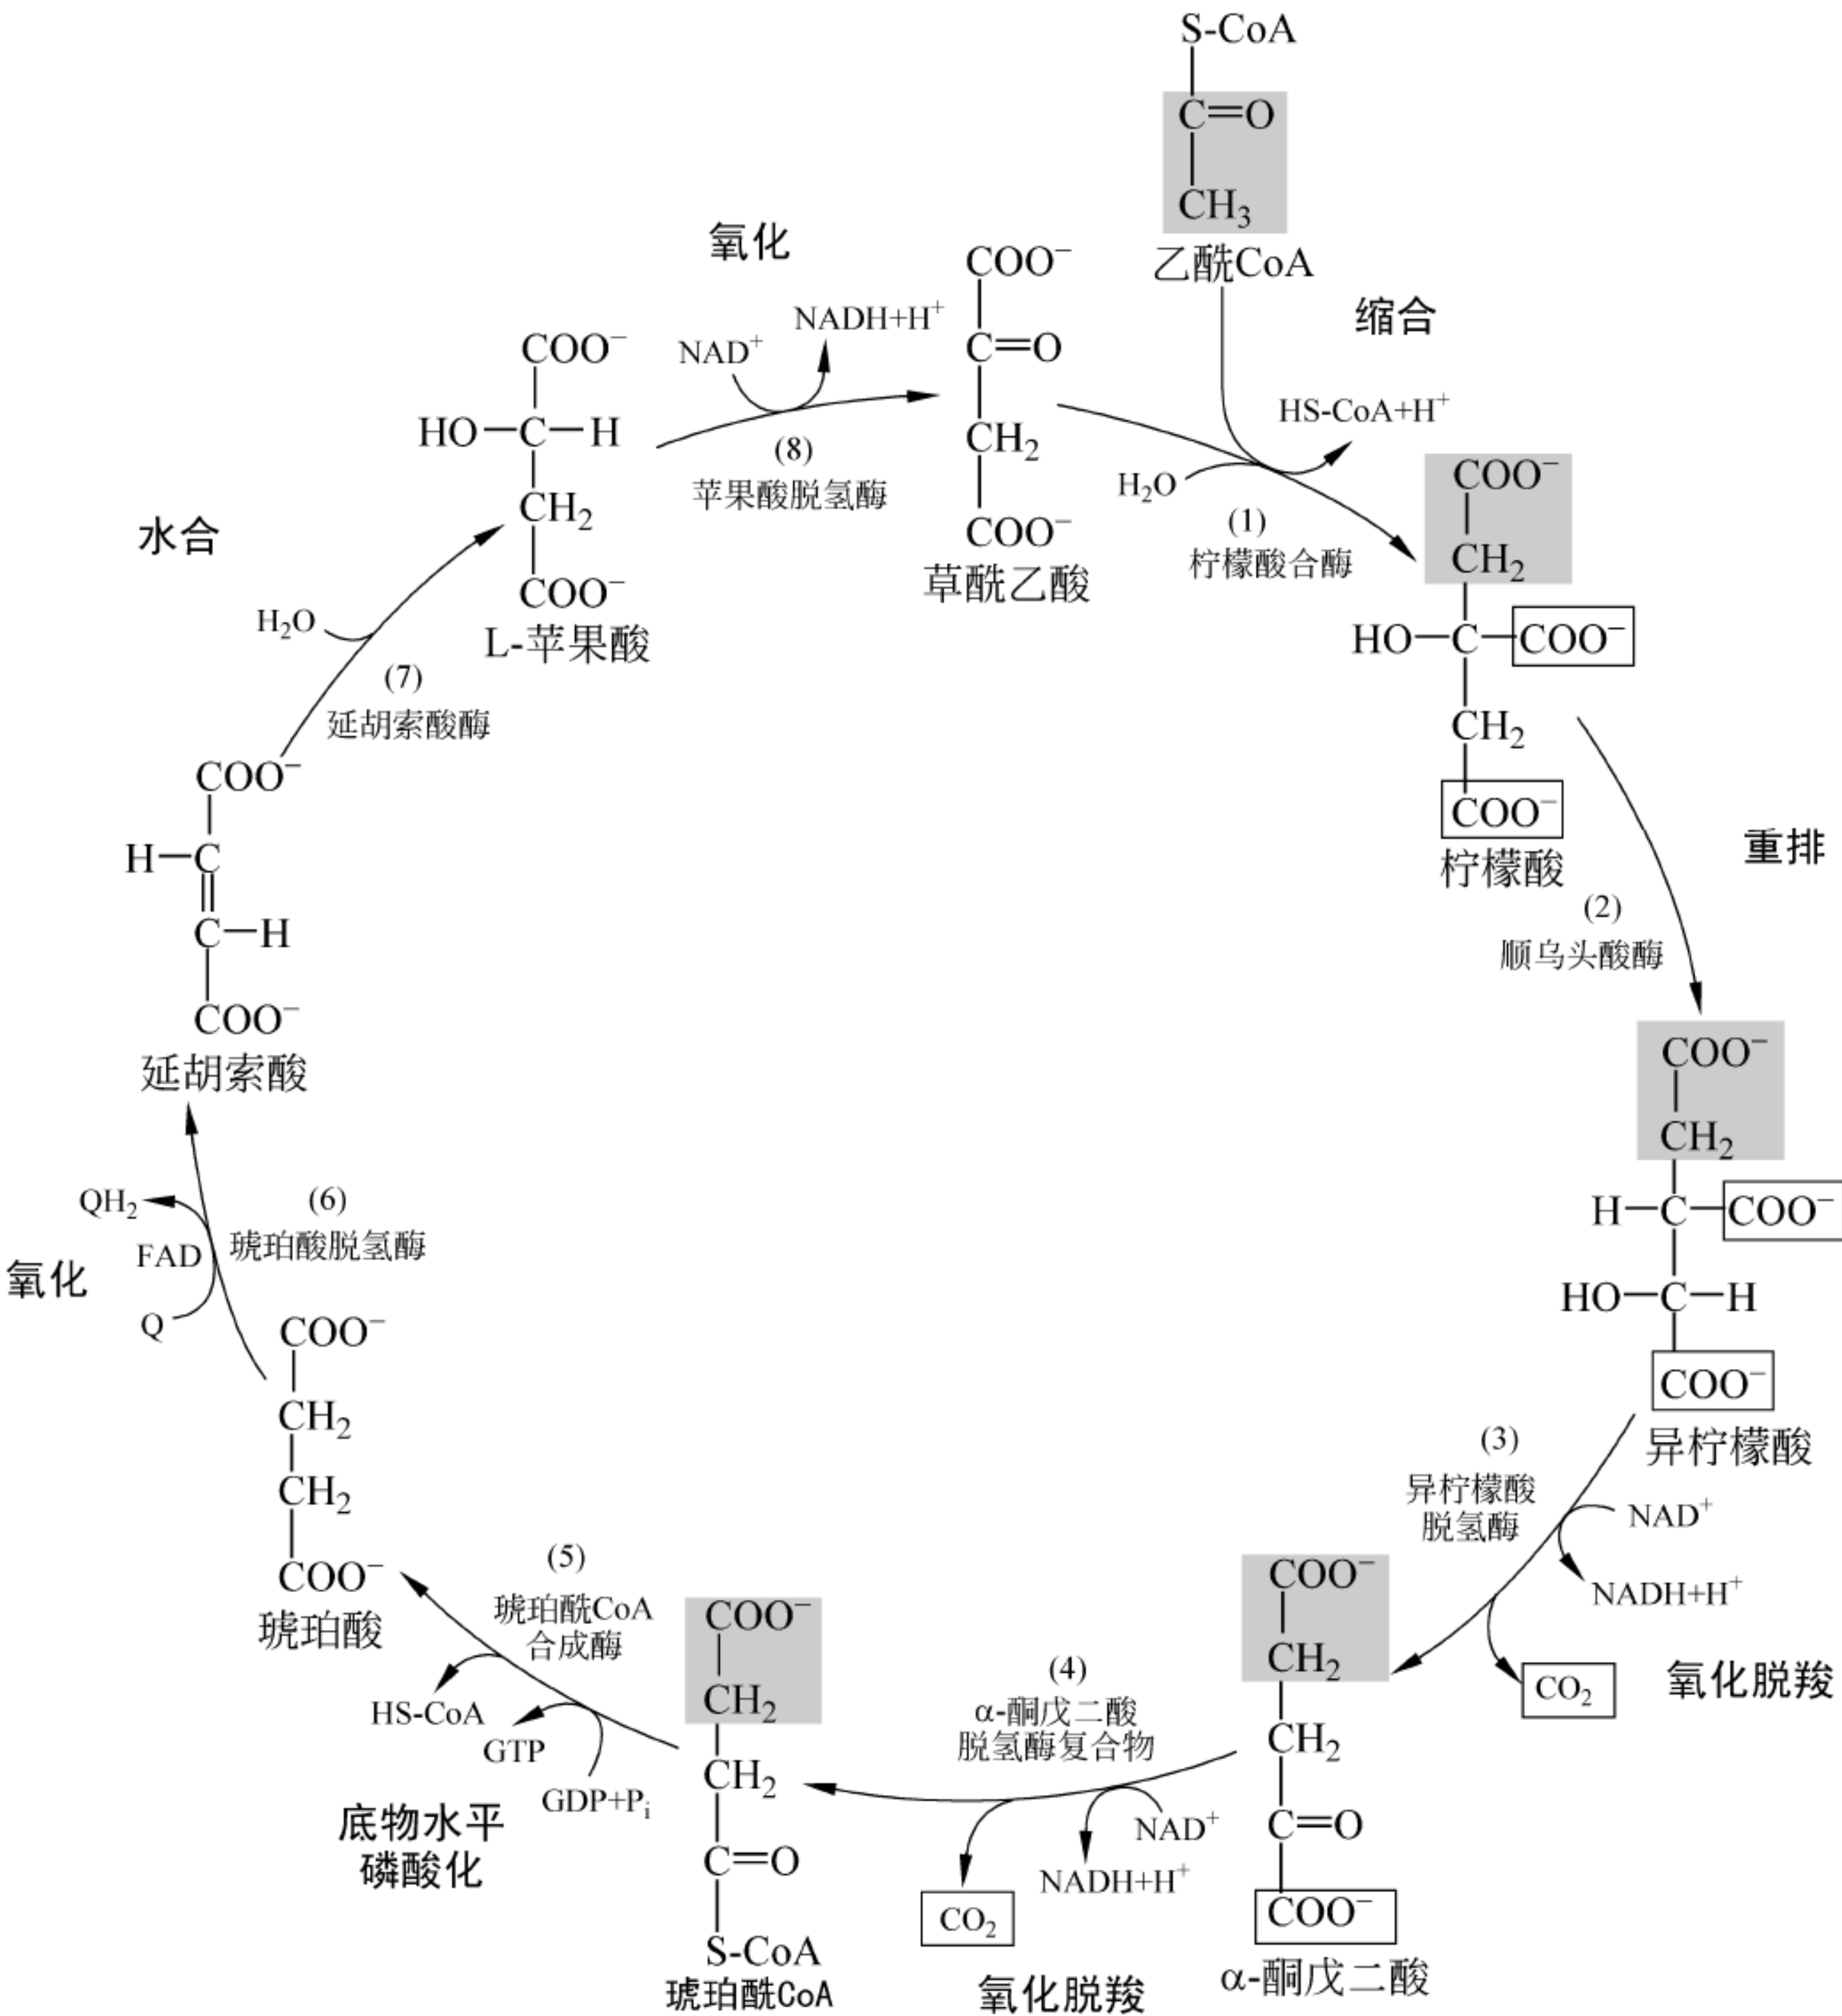 S-CoA
C=O
CH₃
乙酰CoA
缩合
HS-CoA+H⁺
H₂O
(1)
柠檬酸合酶
COO⁻
CH₂
HO—C—COO⁻
CH₂
COO⁻
柠檬酸
重排
(2)
顺乌头酸酶
COO⁻
CH₂
H—C—COO⁻
HO—C—H
COO⁻
异柠檬酸
(3)
异柠檬酸
脱氢酶
NAD⁺
NADH+H⁺
CO₂
氧化脱羧
COO⁻
CH₂
CH₂
C=O
COO⁻
α-酮戊二酸
(4)
α-酮戊二酸
脱氢酶复合物
NAD⁺
NADH+H⁺
CO₂
氧化脱羧
COO⁻
CH₂
CH₂
C=O
S-CoA
琥珀酰CoA
(5)
琥珀酰CoA
合成酶
HS-CoA
GTP
GDP+Pᵢ
底物水平
磷酸化
COO⁻
CH₂
CH₂
COO⁻
琥珀酸
(6)
琥珀酸脱氢酶
QH₂
FAD
Q
氧化
COO⁻
H—C
C—H
COO⁻
延胡索酸
水合
H₂O
(7)
延胡索酸酶
COO⁻
HO—C—H
CH₂
COO⁻
L-苹果酸
氧化
NAD⁺
NADH+H⁺
(8)
苹果酸脱氢酶
COO⁻
C=O
CH₂
COO⁻
草酰乙酸